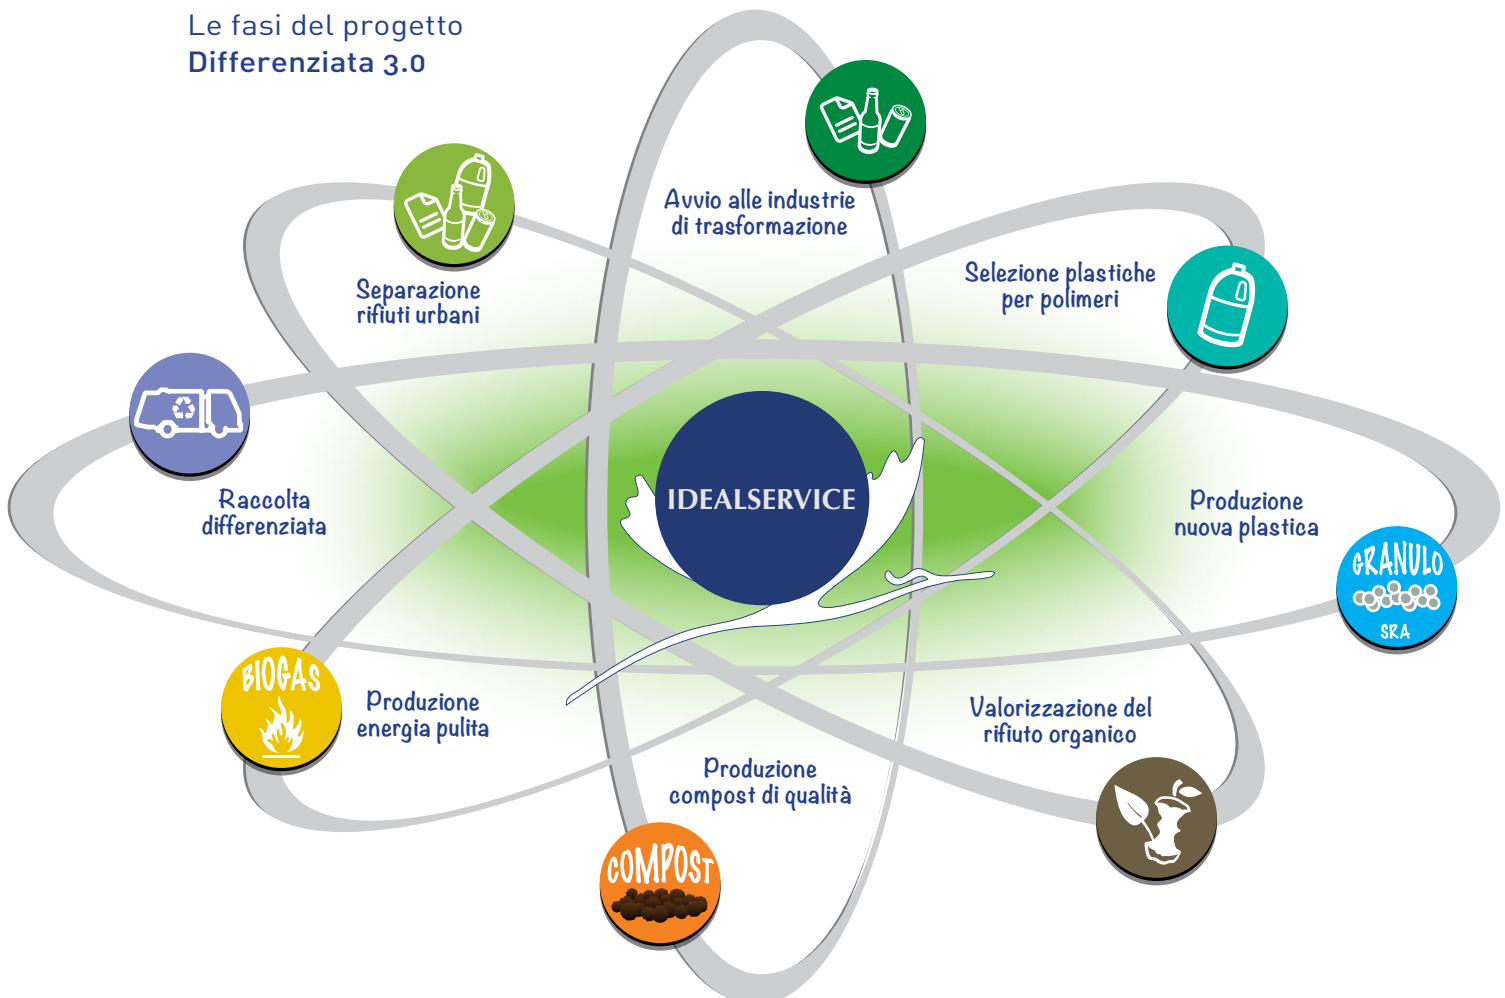 Le fasi del progetto
Differenziata 3.0
Avvio alle industrie
di trasformazione
Selezione plastiche
per polimeri
Separazione
rifiuti urbani
IDEALSERVICE
Raccolta
differenziata
Produzione
nuova plastica
GRANULO
SRA
BIOGAS
Produzione
energia pulita
Valorizzazione del
rifiuto organico
Produzione
compost di qualità
COMPOST